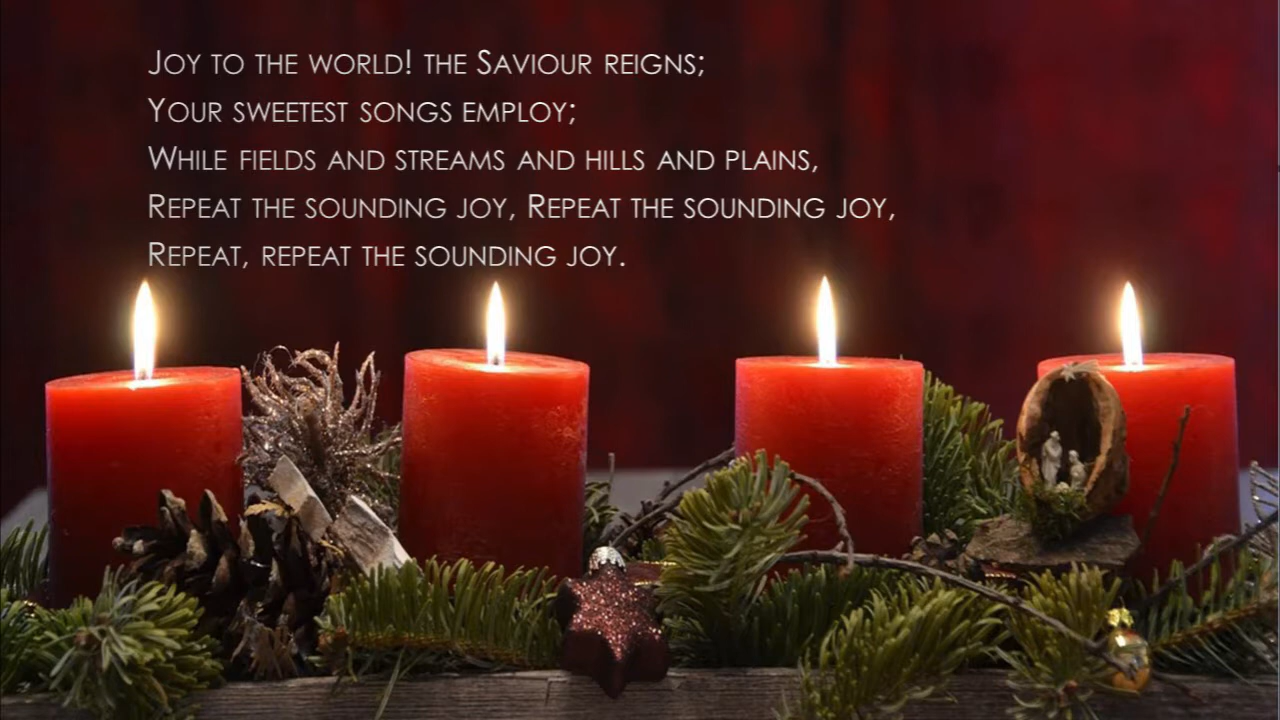 Joy to the world! the Saviour reigns;
Your sweetest songs employ;
While fields and streams and hills and plains,
Repeat the sounding joy, Repeat the sounding joy,
Repeat, repeat the sounding joy.